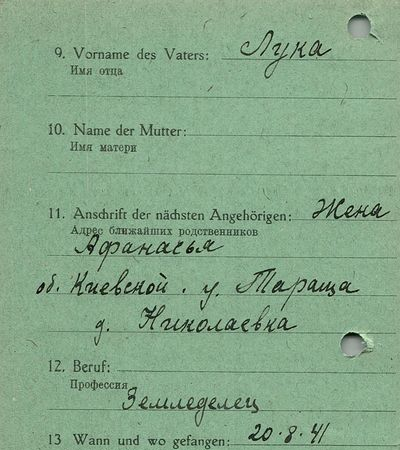 9. Vorname des Vaters: Лука
Имя отца
10. Name der Mutter:
Имя матери
11. Anschrift der nächsten Angehörigen: Жена
Адрес ближайших родственников
Афанасья
об. Киевской. у. Тараща
д. Николаевка
12. Beruf:
Профессия
Земледелец
13 Wann und wo gefangen: 20.8.41